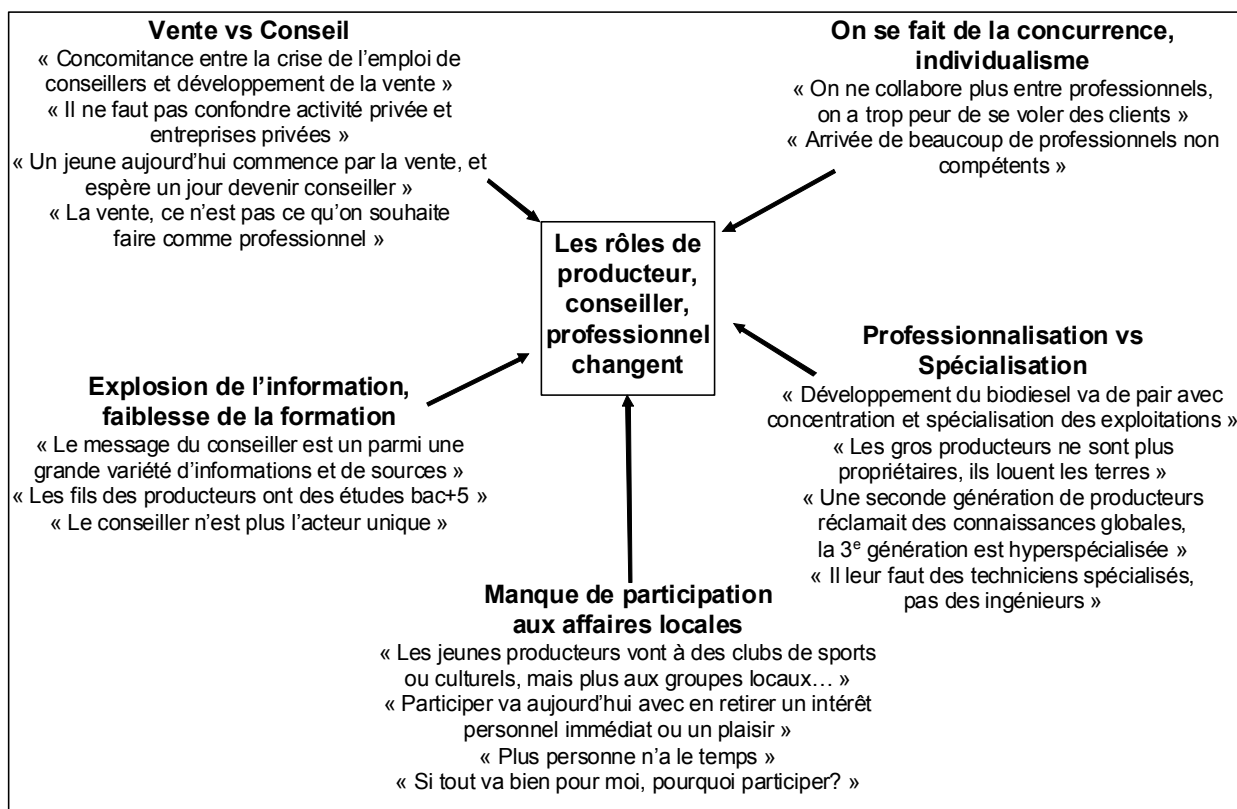 Vente vs Conseil
« Concomitance entre la crise de l’emploi de
conseillers et développement de la vente »
« Il ne faut pas confondre activité privée et
entreprises privées »
« Un jeune aujourd’hui commence par la vente, et
espère un jour devenir conseiller »
« La vente, ce n’est pas ce qu’on souhaite
faire comme professionnel »
On se fait de la concurrence,
individualisme
« On ne collabore plus entre professionnels,
on a trop peur de se voler des clients »
« Arrivée de beaucoup de professionnels non
compétents »
Les rôles de
producteur,
conseiller,
professionnel
changent
Explosion de l’information,
faiblesse de la formation
« Le message du conseiller est un parmi une
grande variété d’informations et de sources »
« Les fils des producteurs ont des études bac+5 »
« Le conseiller n’est plus l’acteur unique »
Professionnalisation vs
Spécialisation
« Développement du biodiesel va de pair avec
concentration et spécialisation des exploitations »
« Les gros producteurs ne sont plus
propriétaires, ils louent les terres »
« Une seconde génération de producteurs
réclamait des connaissances globales,
la 3e génération est hyperspécialisée »
« Il leur faut des techniciens spécialisés,
pas des ingénieurs »
Manque de participation
aux affaires locales
« Les jeunes producteurs vont à des clubs de sports
ou culturels, mais plus aux groupes locaux… »
« Participer va aujourd’hui avec en retirer un intérêt
personnel immédiat ou un plaisir »
« Plus personne n’a le temps »
« Si tout va bien pour moi, pourquoi participer? »